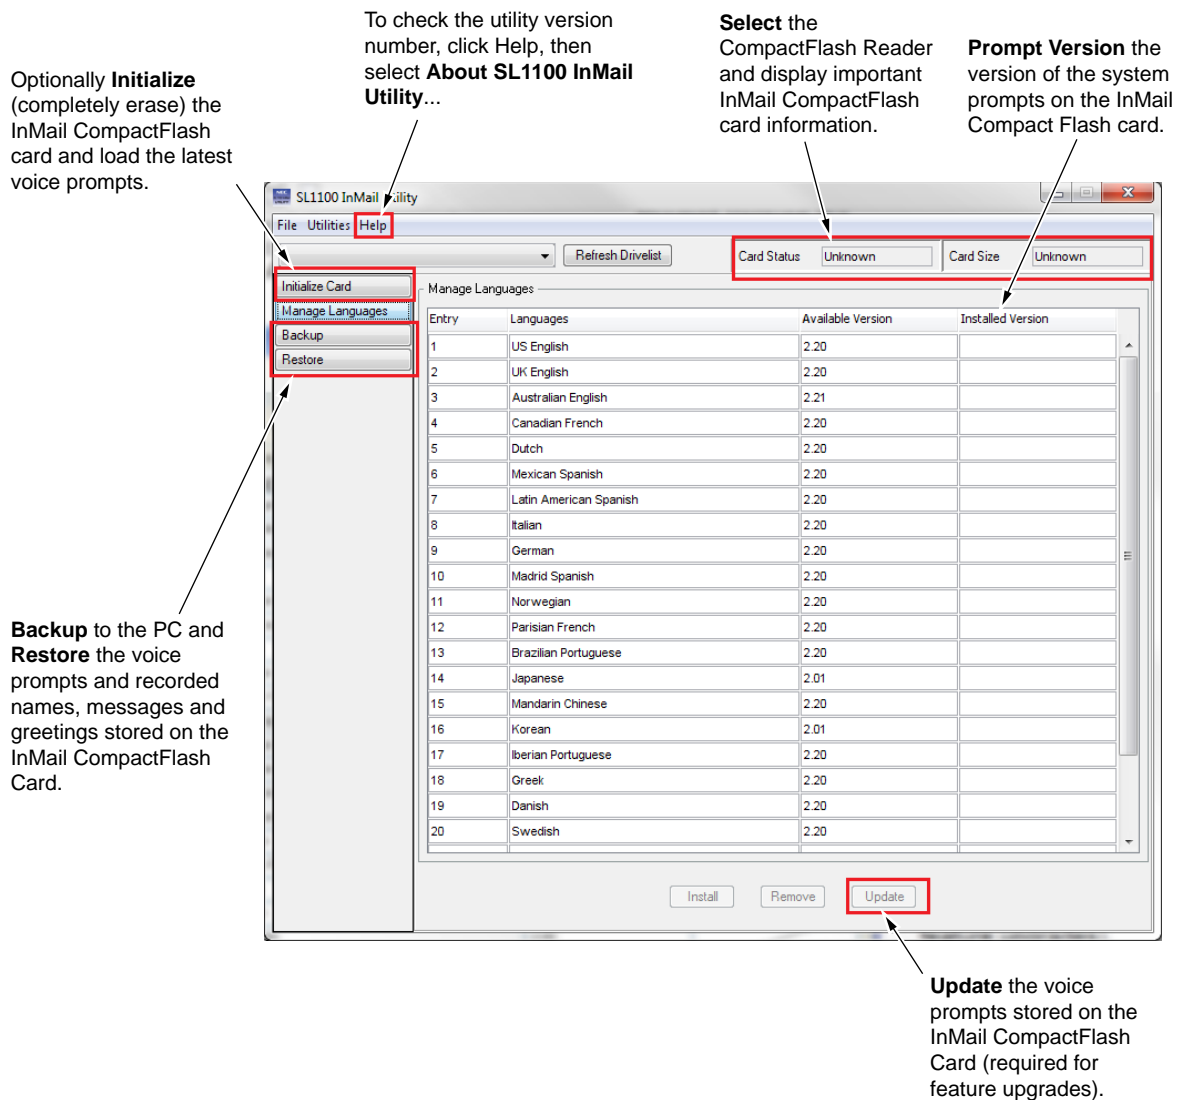 To check the utility version
number, click Help, then
select About SL1100 InMail
Utility...
Select the
CompactFlash Reader
and display important
InMail CompactFlash
card information.
Prompt Version the
version of the system
prompts on the InMail
Compact Flash card.
Optionally Initialize
(completely erase) the
InMail CompactFlash
card and load the latest
voice prompts.
SL1100 InMail Utility
File Utilities Help
Refresh Drivelist Card Status Unknown Card Size Unknown
Initialize Card
Manage Languages
Backup
Restore
Manage Languages
Entry Languages Available Version Installed Version
1 US English 2.20
2 UK English 2.20
3 Australian English 2.21
4 Canadian French 2.20
5 Dutch 2.20
6 Mexican Spanish 2.20
7 Latin American Spanish 2.20
8 Italian 2.20
9 German 2.20
10 Madrid Spanish 2.20
11 Norwegian 2.20
12 Parisian French 2.20
13 Brazilian Portuguese 2.20
14 Japanese 2.01
15 Mandarin Chinese 2.20
16 Korean 2.01
17 Iberian Portuguese 2.20
18 Greek 2.20
19 Danish 2.20
20 Swedish 2.20
Install Remove Update
Backup to the PC and
Restore the voice
prompts and recorded
names, messages and
greetings stored on the
InMail CompactFlash
Card.
Update the voice
prompts stored on the
InMail CompactFlash
Card (required for
feature upgrades).